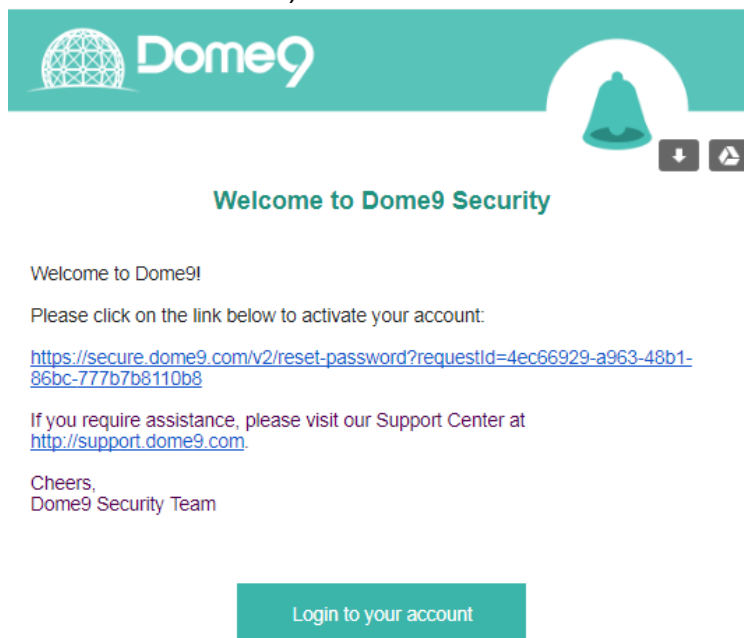 Dome9
Welcome to Dome9 Security
Welcome to Dome9!
Please click on the link below to activate your account:
https://secure.dome9.com/v2/reset-password?requestId=4ec66929-a963-48b1-
86bc-777b7b8110b8
If you require assistance, please visit our Support Center at
http://support.dome9.com.
Cheers,
Dome9 Security Team
Login to your account